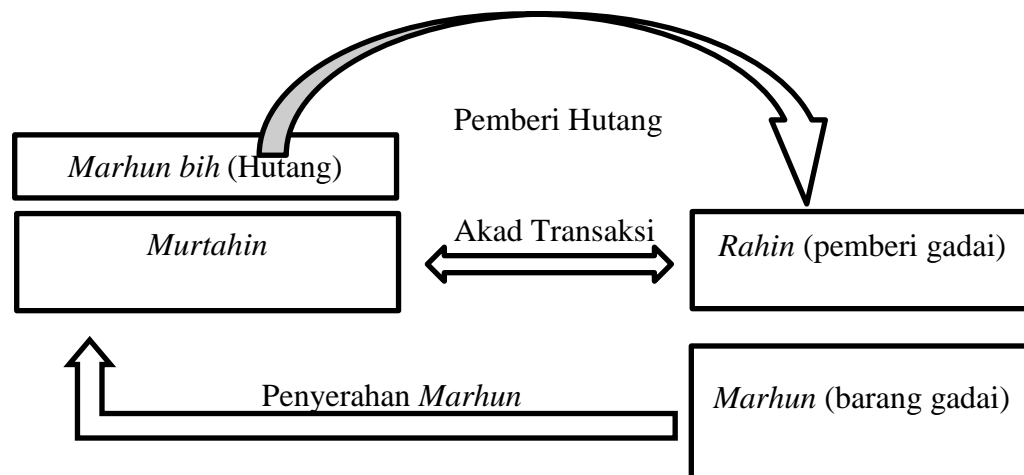 Pemberi Hutang
Marhun bih (Hutang)
Murtahin
Akad Transaksi
Rahin (pemberi gadai)
Penyerahan Marhun
Marhun (barang gadai)